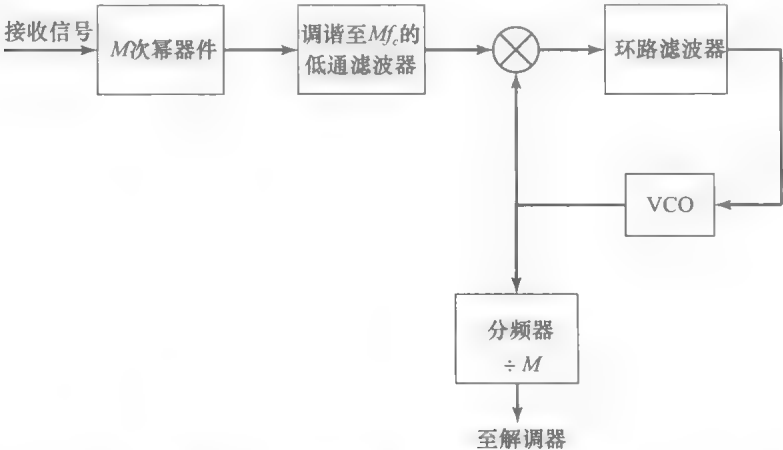 接收信号
M次幂器件
调谐至Mfc的
低通滤波器
环路滤波器
VCO
分频器
÷ M
至解调器